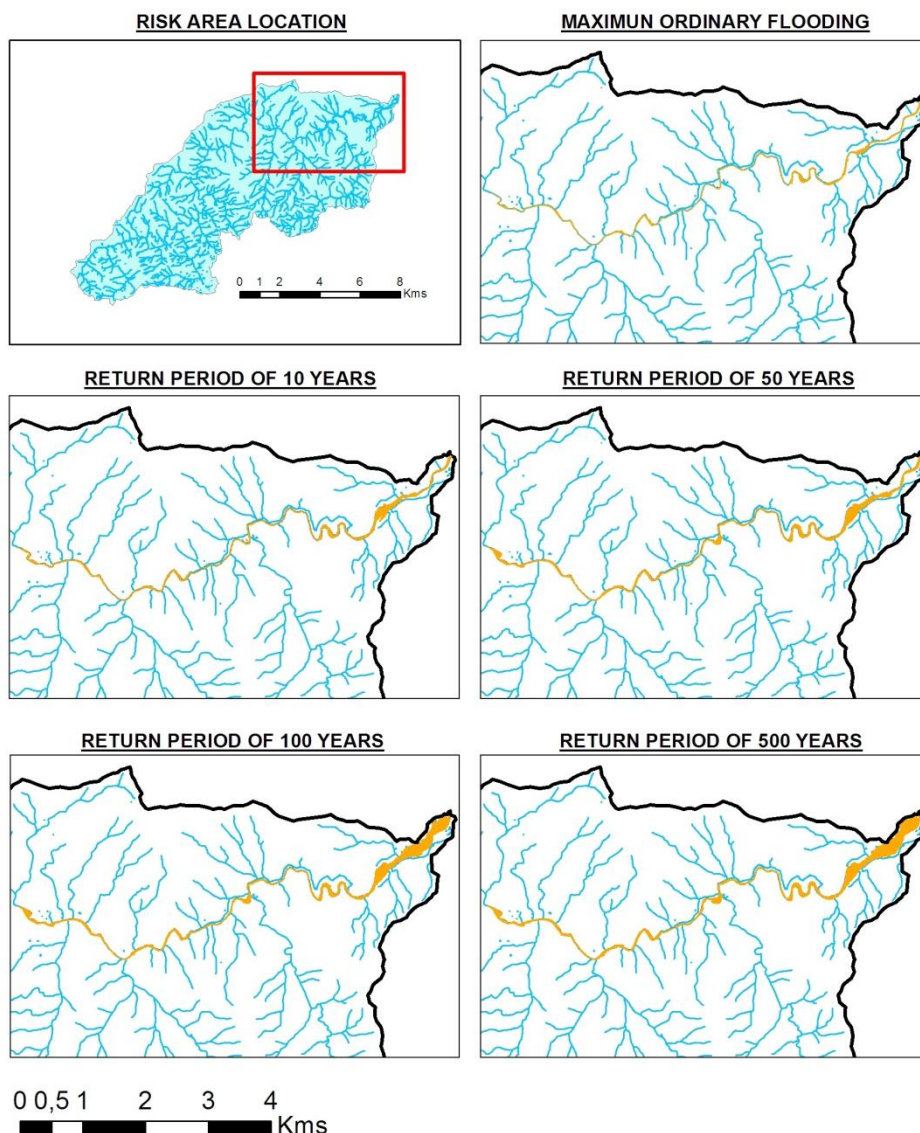 RISK AREA LOCATION
MAXIMUN ORDINARY FLOODING
0 1 2 4 6 8
Kms
RETURN PERIOD OF 10 YEARS
RETURN PERIOD OF 50 YEARS
RETURN PERIOD OF 100 YEARS
RETURN PERIOD OF 500 YEARS
0 0,5 1 2 3 4
Kms